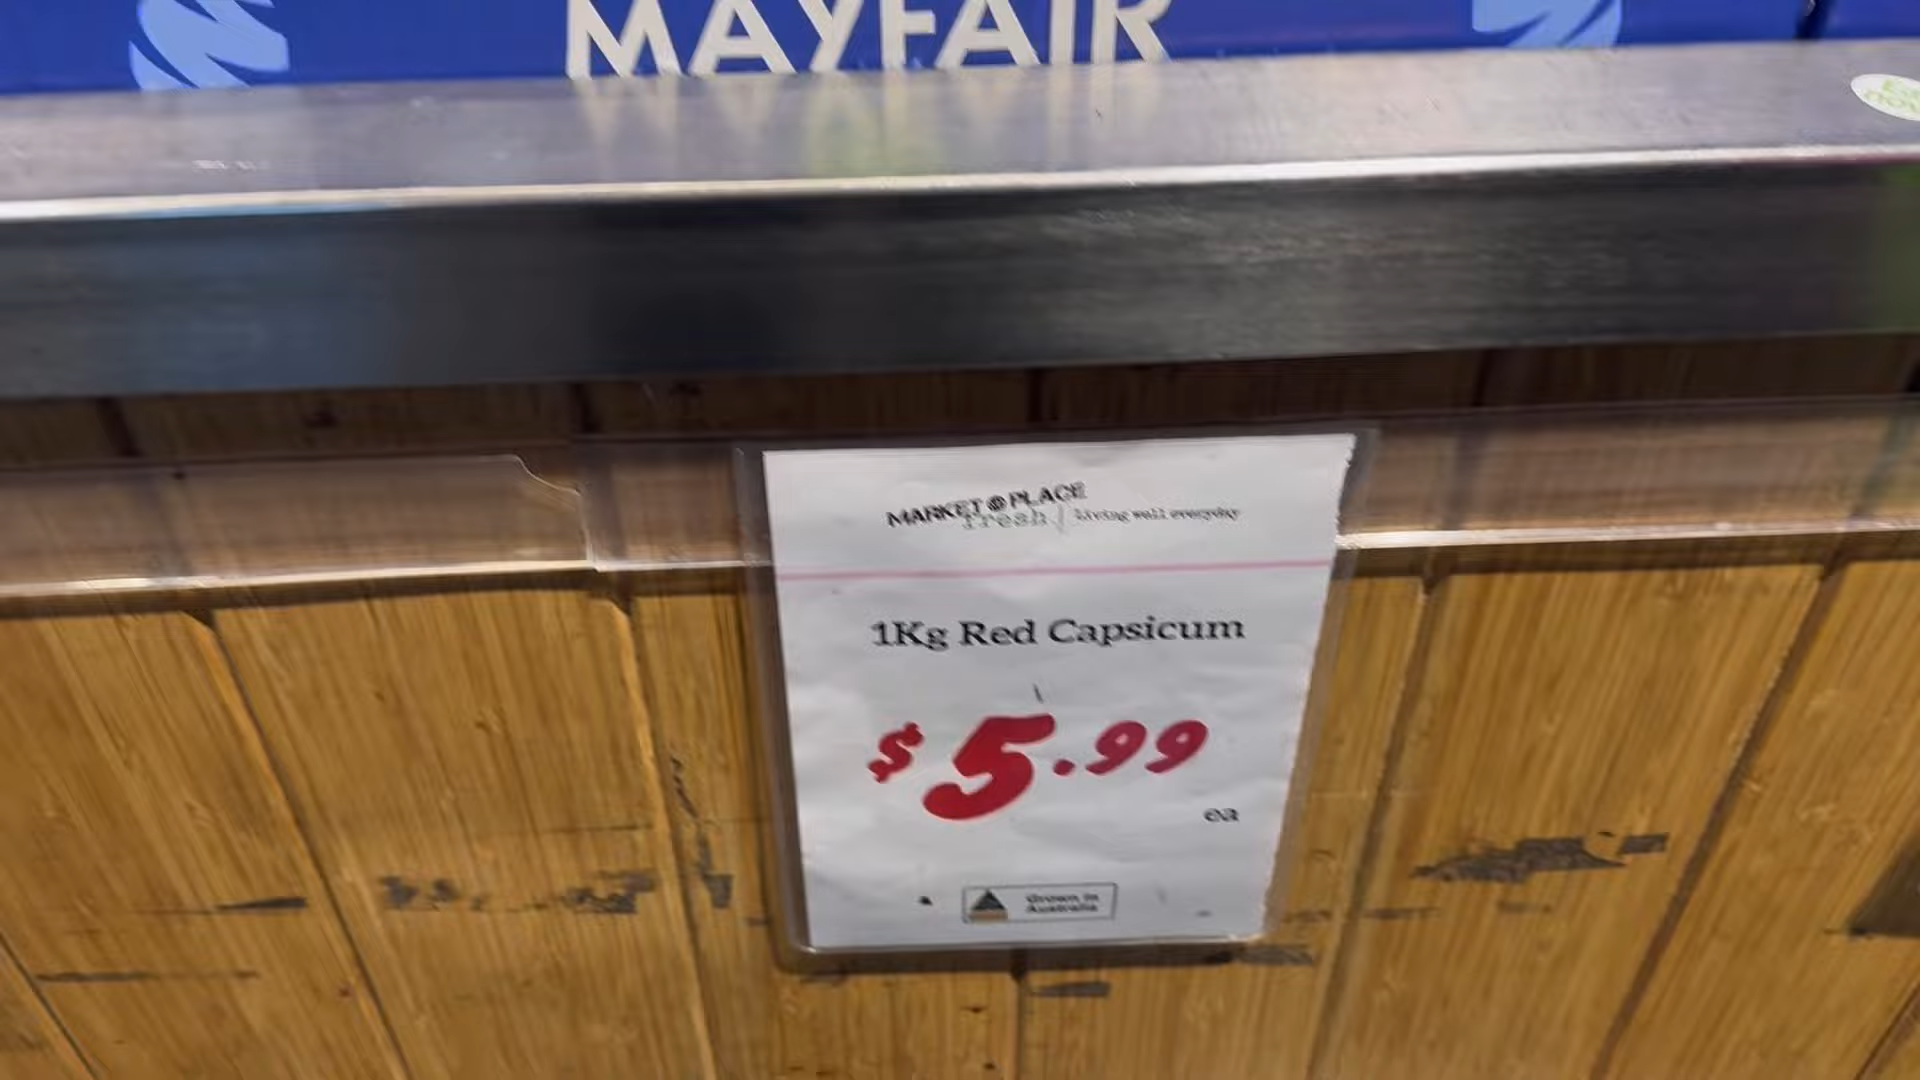 MAYFAIR
MARKET PLACE
fresh | Living well everyday
1Kg Red Capsicum
$5.99
ea
Grown in
Australia